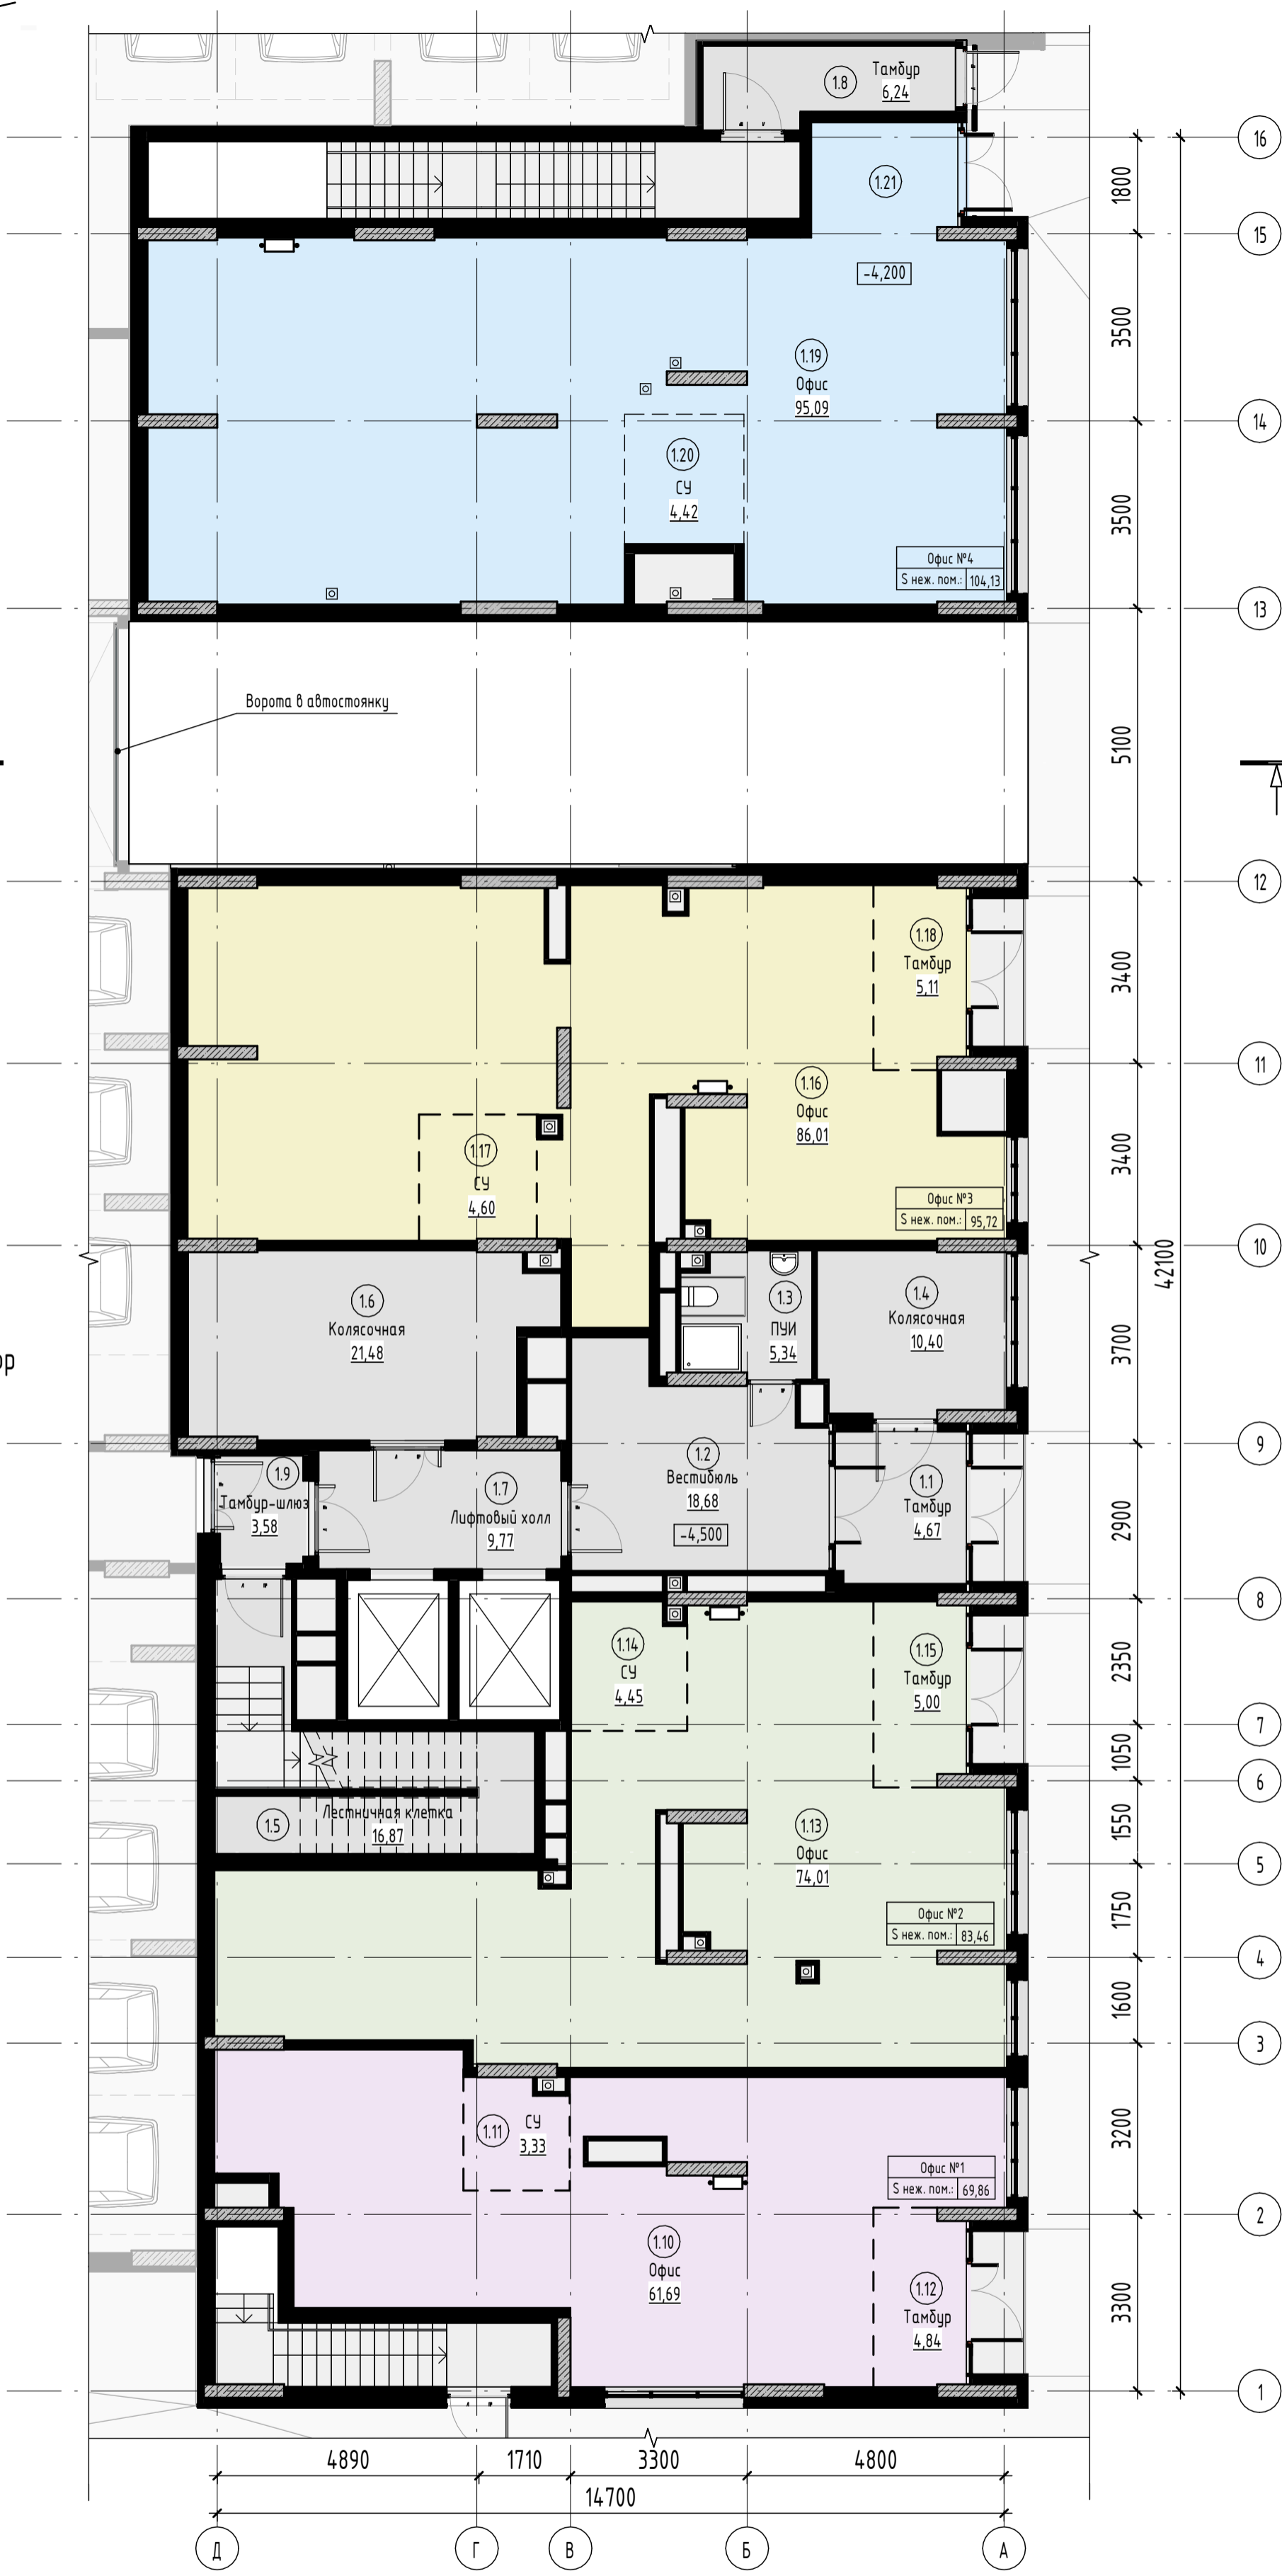 1.8
Тамбур
6,24
16
1800
1.21
15
-4,200
3500
1.19
Офис
95,09
14
1.20
СУ
4,42
3500
Офис №4
S неж. пом.: 104,13
13
Ворота в автостоянку
5100
12
1.18
Тамбур
5,11
3400
11
1.16
Офис
86,01
1.17
СУ
4,60
3400
Офис №3
S неж. пом.: 95,72
10
42100
1.6
Колясочная
21,48
1.3
ПУИ
5,34
1.4
Колясочная
10,40
3700
ор
9
1.9
Тамбур-шлюз
3,58
1.7
Лифтовый холл
9,77
1.2
Вестибюль
18,68
-4,500
1.1
Тамбур
4,67
2900
8
1.14
СУ
4,45
1.15
Тамбур
5,00
2350
7
1050
6
1.5
Лестничная клетка
16,87
1.13
Офис
74,01
1550
5
Офис №2
S неж. пом.: 83,46
1750
4
1600
3
1.11
СУ
3,33
3200
Офис №1
S неж. пом.: 69,86
2
1.10
Офис
61,69
1.12
Тамбур
4,84
3300
1
4890
1710
3300
4800
14700
Д
Г
В
Б
А